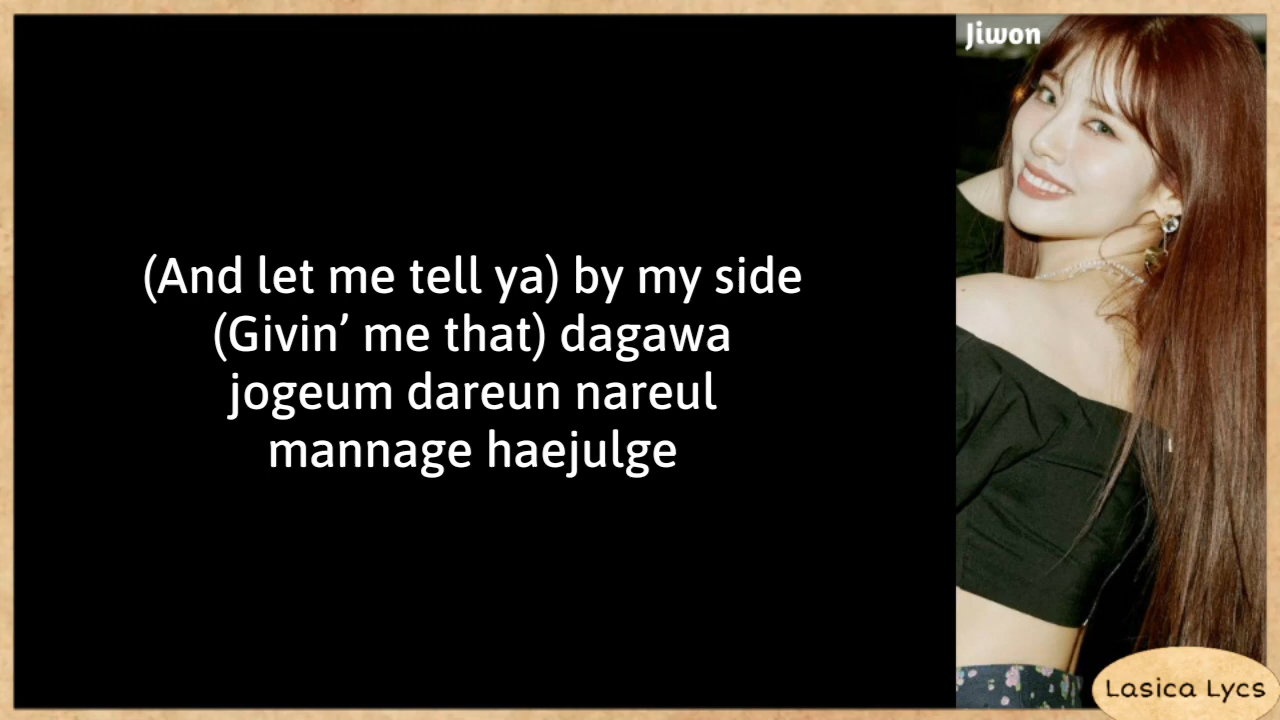 Jiwon
(And let me tell ya) by my side
(Givin’ me that) dagawa
jogeum dareun nareul
mannage haejulge
Lasica Lycs